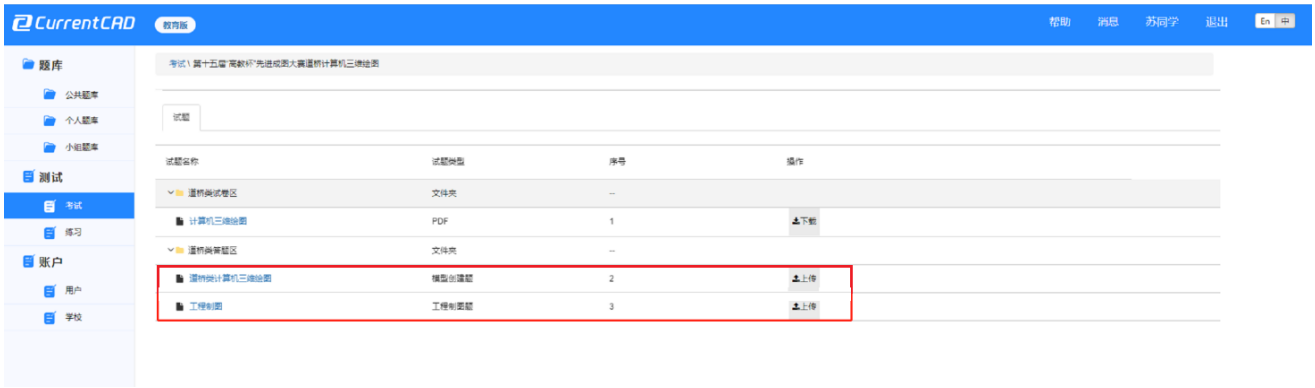 CurrentCAD 教育版 帮助 消息 苏同学 退出 En 中
题库
公共题库
个人题库
小组题库
测试
考试
练习
账户
用户
学校
考试 \ 第十五届“高教杯”先进成图大赛道桥计算机三维绘图
试题
试题名称 试题类型 序号 操作
道桥类试卷区 文件夹 --
计算机三维绘图 PDF 1 下载
道桥类答题区 文件夹 --
道桥类计算机三维绘图 模型创建题 2 上传
工程制图 工程制图题 3 上传